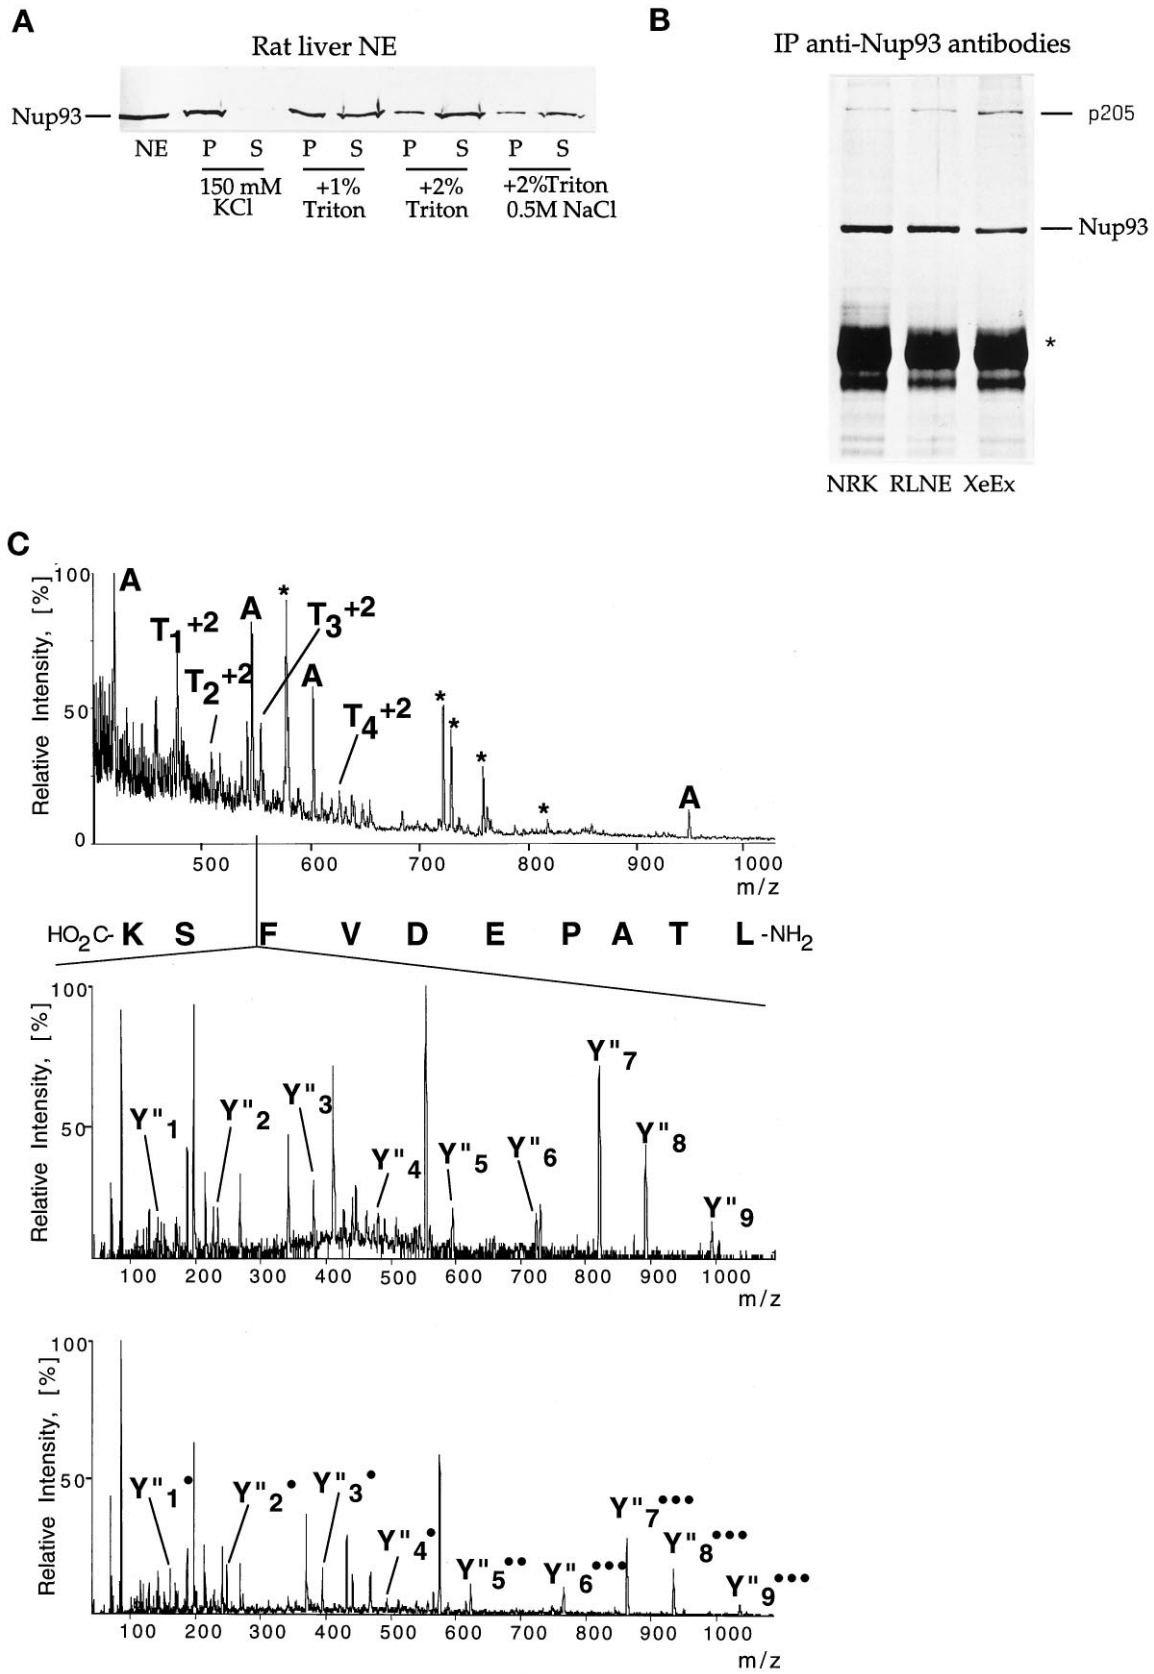 A
Rat liver NE
Nup93
NE P S P S P S P S
150 mM KCl
+1% Triton
+2% Triton
+2%Triton 0.5M NaCl
B
IP anti-Nup93 antibodies
p205
Nup93
*
NRK RLNE XeEx
C
Relative Intensity, [%]
100
50
0
A
T1+2
T2+2
A
*
T3+2
A
T4+2
*
*
*
*
A
500 600 700 800 900 1000
m/z
HO2C- K S F V D E P A T L -NH2
Relative Intensity, [%]
100
50
Y"1
Y"2
Y"3
Y"4
Y"5
Y"6
Y"7
Y"8
Y"9
100 200 300 400 500 600 700 800 900 1000
m/z
Relative Intensity, [%]
100
50
Y"1•
Y"2•
Y"3•
Y"4•
Y"5••
Y"6•••
Y"7•••
Y"8•••
Y"9•••
100 200 300 400 500 600 700 800 900 1000
m/z